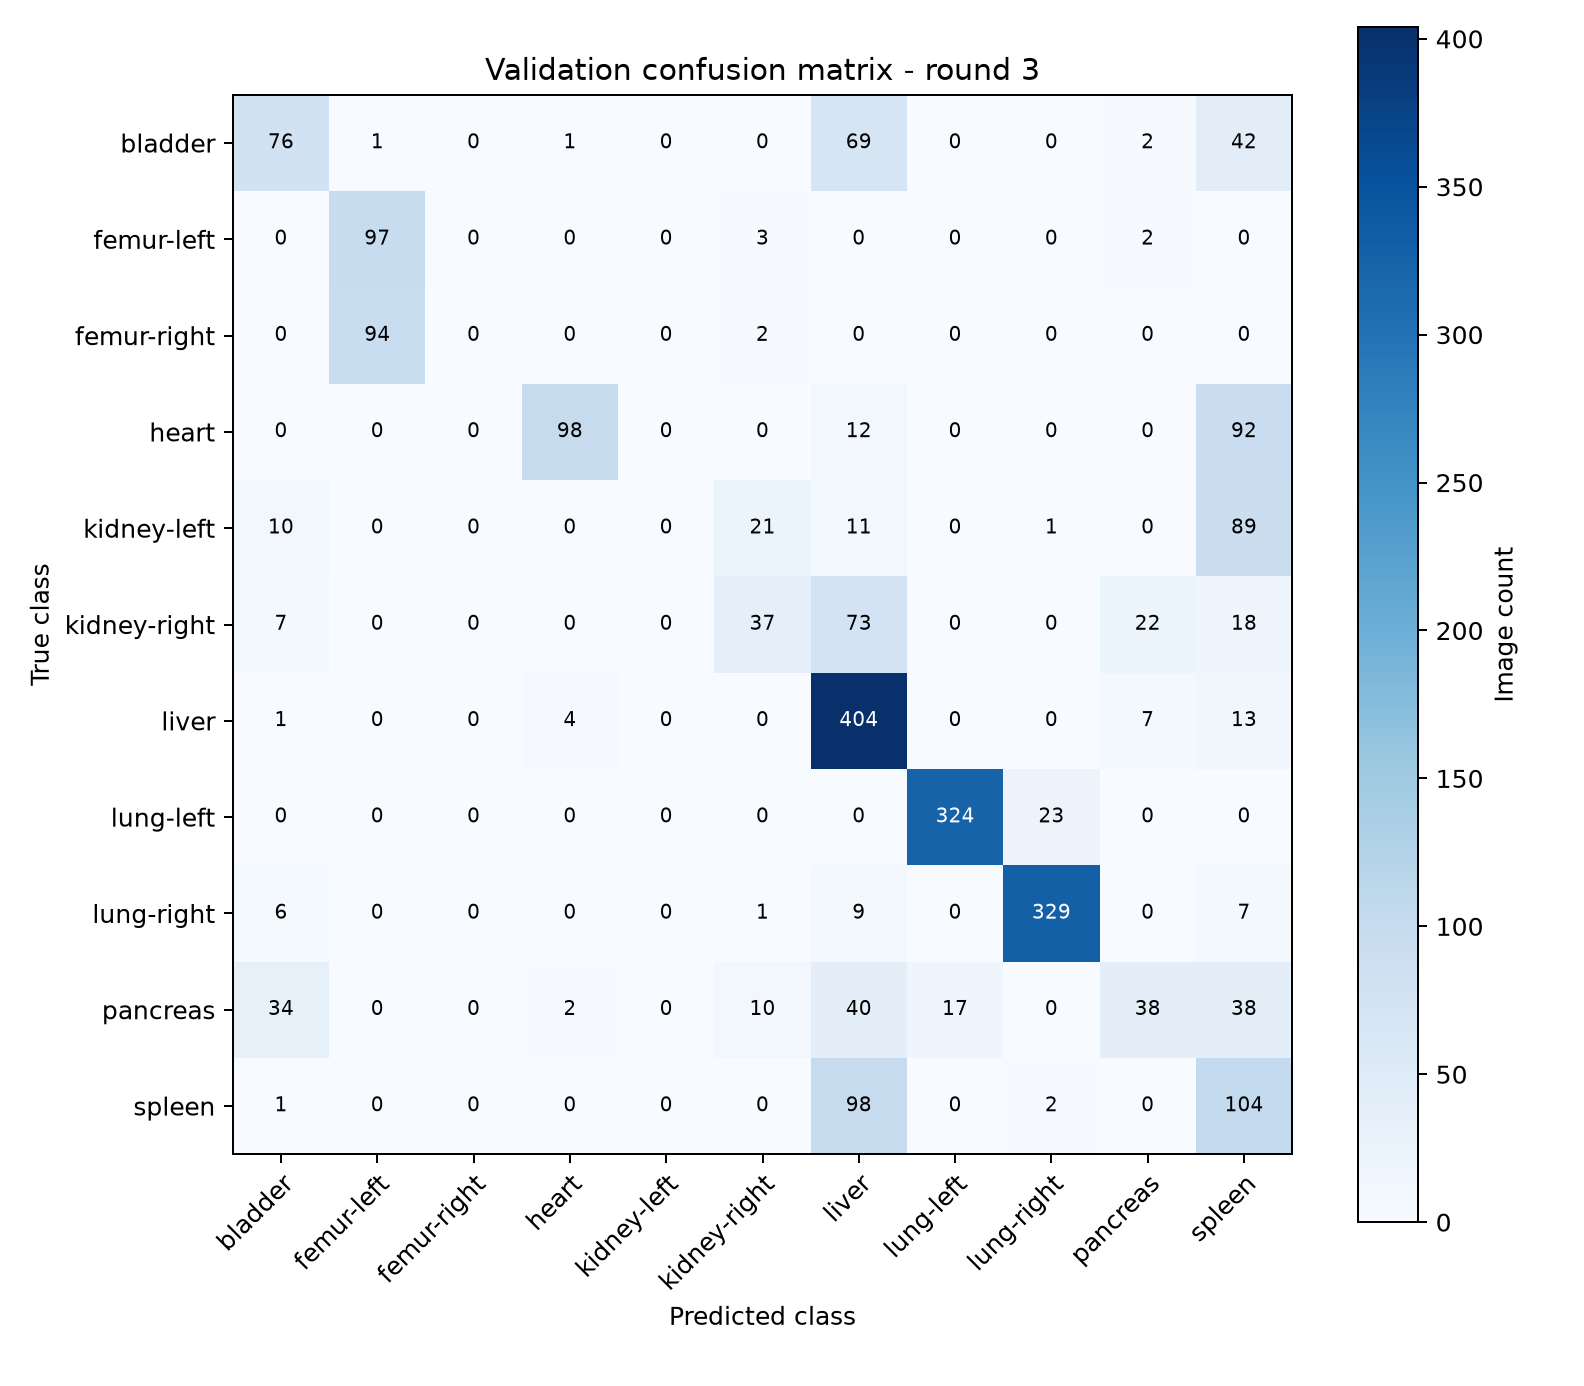 Validation confusion matrix - round 3
bladder 76 1 0 1 0 0 69 0 0 2 42
femur-left 0 97 0 0 0 3 0 0 0 2 0
femur-right 0 94 0 0 0 2 0 0 0 0 0
heart 0 0 0 98 0 0 12 0 0 0 92
kidney-left 10 0 0 0 0 21 11 0 1 0 89
kidney-right 7 0 0 0 0 37 73 0 0 22 18
liver 1 0 0 4 0 0 404 0 0 7 13
lung-left 0 0 0 0 0 0 0 324 23 0 0
lung-right 6 0 0 0 0 1 9 0 329 0 7
pancreas 34 0 0 2 0 10 40 17 0 38 38
spleen 1 0 0 0 0 0 98 0 2 0 104
bladder femur-left femur-right heart kidney-left kidney-right liver lung-left lung-right pancreas spleen
Predicted class
True class
400
350
300
250
200
150
100
50
0
Image count